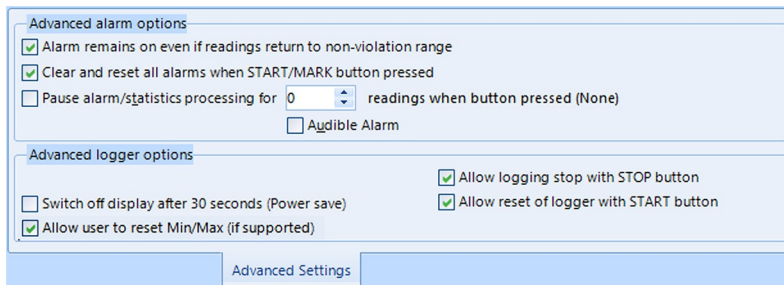 Advanced alarm options
Alarm remains on even if readings return to non-violation range
Clear and reset all alarms when START/MARK button pressed
Pause alarm/statistics processing for 0 readings when button pressed (None)
Audible Alarm
Advanced logger options
Allow logging stop with STOP button
Switch off display after 30 seconds (Power save)
Allow reset of logger with START button
Allow user to reset Min/Max (if supported)
Advanced Settings